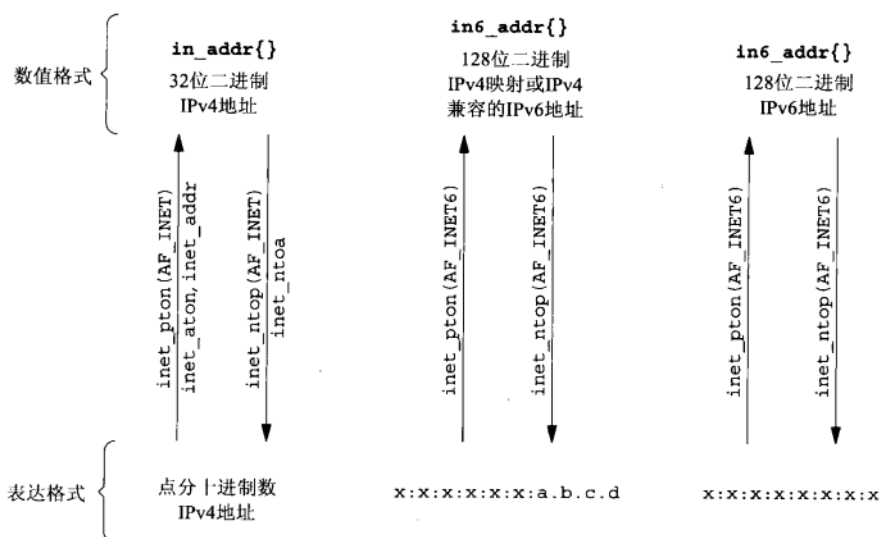 in_addr{}
32位二进制
IPv4地址
in6_addr{}
128位二进制
IPv4映射或IPv4
兼容的IPv6地址
in6_addr{}
128位二进制
IPv6地址
数值格式
inet_pton(AF_INET)
inet_aton,inet_addr
inet_ntop(AF_INET)
inet_ntoa
inet_pton(AF_INET6)
inet_ntop(AF_INET6)
inet_pton(AF_INET6)
inet_ntop(AF_INET6)
表达格式
点分十进制数
IPv4地址
x:x:x:x:x:x:a.b.c.d
x:x:x:x:x:x:x:x